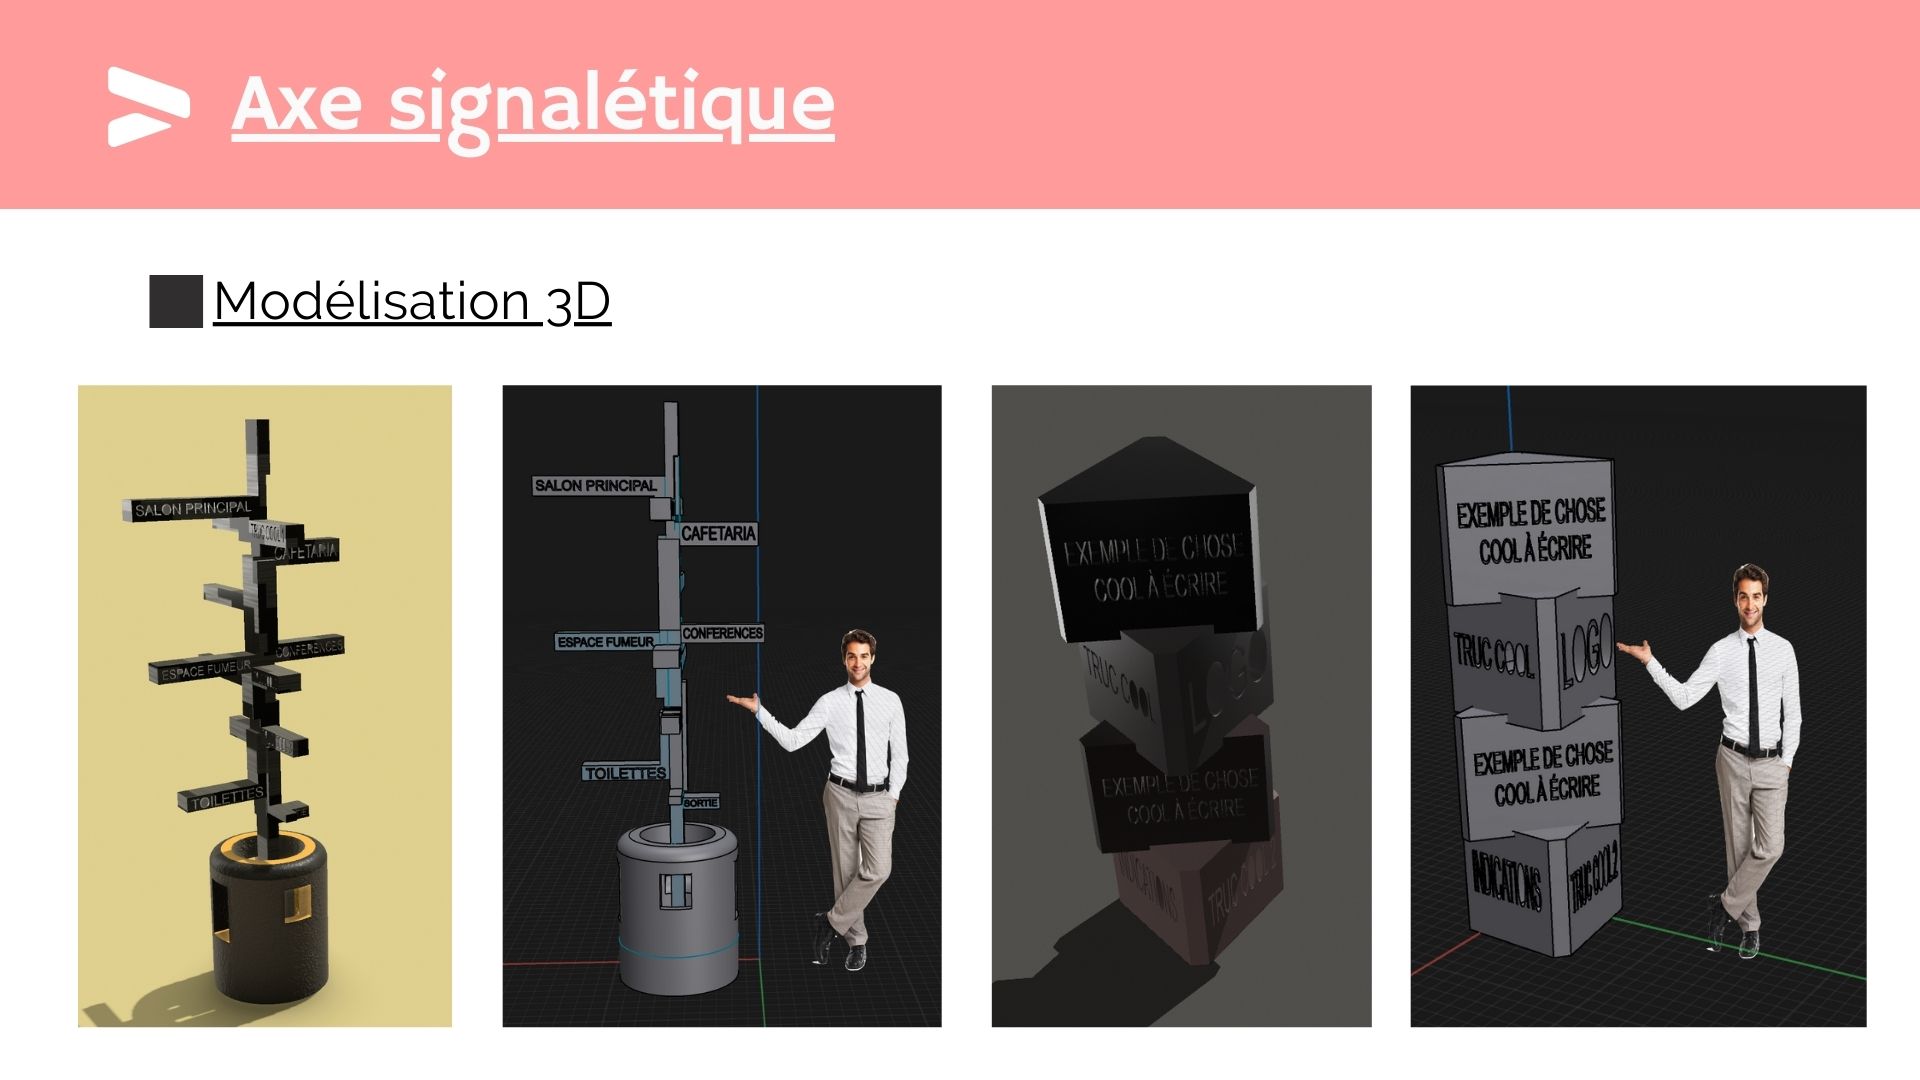 Axe signalétique
Modélisation 3D
SALON PRINCIPAL
TRUC COOL
CAFETARIA
CONFERENCES
ESPACE FUMEUR
TOILETTES
SALON PRINCIPAL
CAFETARIA
ESPACE FUMEUR
CONFERENCES
TOILETTES
SORTIE
EXEMPLE DE CHOSE
COOL À ÉCRIRE
TRUC COOL
LOGO
EXEMPLE DE CHOSE
COOL À ÉCRIRE
INDICATIONS
TRUC COOL 2
EXEMPLE DE CHOSE
COOL À ÉCRIRE
TRUC COOL
LOGO
EXEMPLE DE CHOSE
COOL À ÉCRIRE
INDICATIONS
TRUC COOL 2